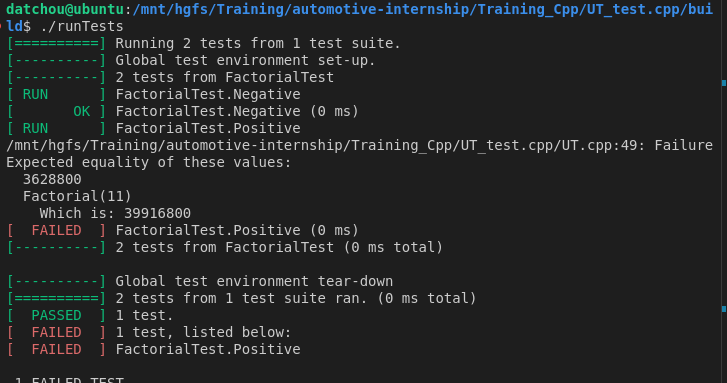 datchou@ubuntu:/mnt/hgfs/Training/automotive-internship/Training_Cpp/UT_test.cpp/bui
ld$ ./runTests
[==========] Running 2 tests from 1 test suite.
[----------] Global test environment set-up.
[----------] 2 tests from FactorialTest
[ RUN      ] FactorialTest.Negative
[       OK ] FactorialTest.Negative (0 ms)
[ RUN      ] FactorialTest.Positive
/mnt/hgfs/Training/automotive-internship/Training_Cpp/UT_test.cpp/UT.cpp:49: Failure
Expected equality of these values:
  3628800
  Factorial(11)
    Which is: 39916800
[  FAILED  ] FactorialTest.Positive (0 ms)
[----------] 2 tests from FactorialTest (0 ms total)

[----------] Global test environment tear-down
[==========] 2 tests from 1 test suite ran. (0 ms total)
[  PASSED  ] 1 test.
[  FAILED  ] 1 test, listed below:
[  FAILED  ] FactorialTest.Positive

 1 FAILED TEST